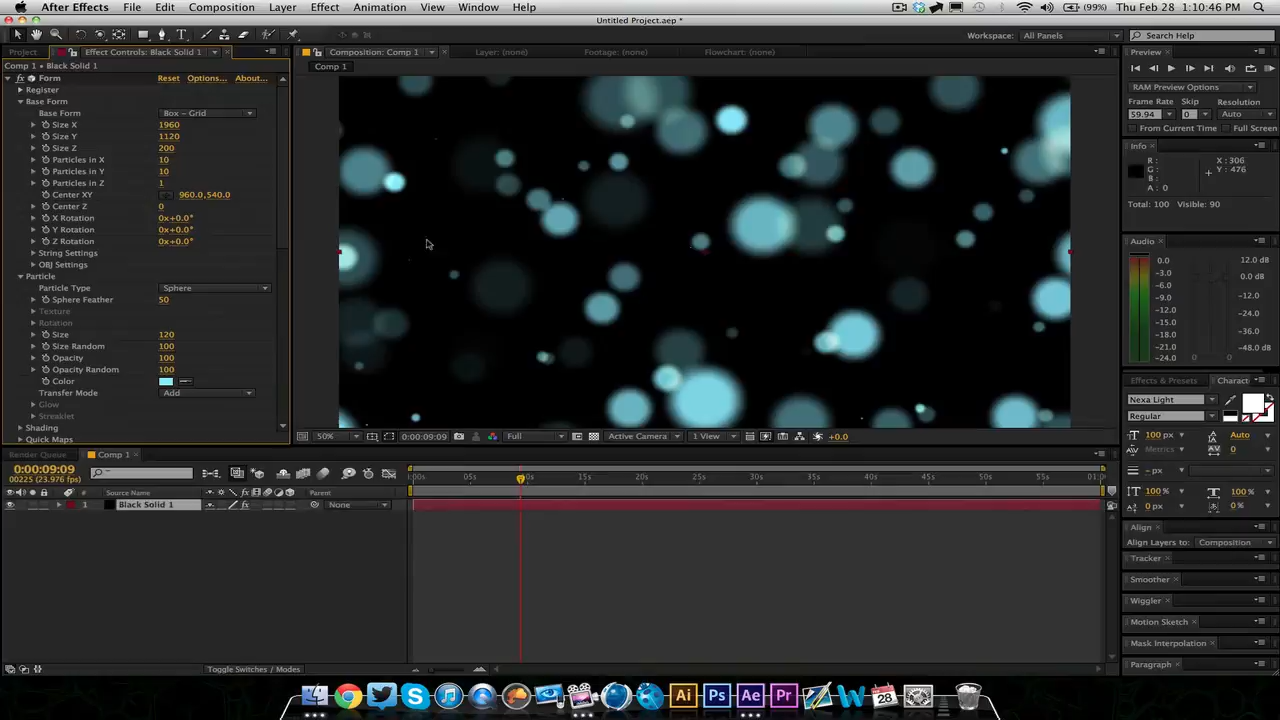 After Effects File Edit Composition Layer Effect Animation View Window Help (99%) Thu Feb 28 1:10:46 PM
Untitled Project.aep *
Workspace: All Panels Search Help
Project Effect Controls: Black Solid 1 Composition: Comp 1 Layer: (none) Footage: (none) Flowchart: (none) Preview
Comp 1 • Black Solid 1 Comp 1
Form Reset Options... About...
Register
RAM Preview Options
Base Form
Frame Rate Skip Resolution
Base Form Box – Grid 59.94 0 Auto
Size X 1960
From Current Time Full Screen
Size Y 1120
Size Z 200
Info
Particles in X 10
R: X : 306
Particles in Y 10
G: Y : 476
B:
Particles in Z 1
A: 0
Center XY 960.0,540.0
Center Z 0
Total: 100 Visible: 90
X Rotation 0x+0.0°
Y Rotation 0x+0.0°
Z Rotation 0x+0.0°
Audio
String Settings
OBJ Settings
0.0 12.0 dB
-3.0
-6.0
-9.0
-12.0
-15.0
-18.0
-21.0
-24.0
0.0 dB
-12.0
-24.0
-36.0
-48.0 dB
Particle
Particle Type Sphere
Sphere Feather 50
Texture
Rotation
Size 120
Size Random 100
Opacity 100
Opacity Random 100
Color
Transfer Mode Add
Glow
Streaklet
Shading
Quick Maps
Effects & Presets Charact
Nexa Light
Regular
50% 0:00:09:09 Full Active Camera 1 View +0.0
100 px Auto
Metrics 0
– px
100 % 100 %
0 px 0 %
Render Queue Comp 1
0:00:09:09
00225 (23.976 fps)
:00s 05s 0s 15s 20s 25s 30s 35s 40s 45s 50s 55s 01:0
# Source Name Parent
1 Black Solid 1 None
Align
Align Layers to: Composition
Tracker
Smoother
Wiggler
Motion Sketch
Mask Interpolation
Paragraph
Toggle Switches / Modes
Ai Ps Ae Pr W 28